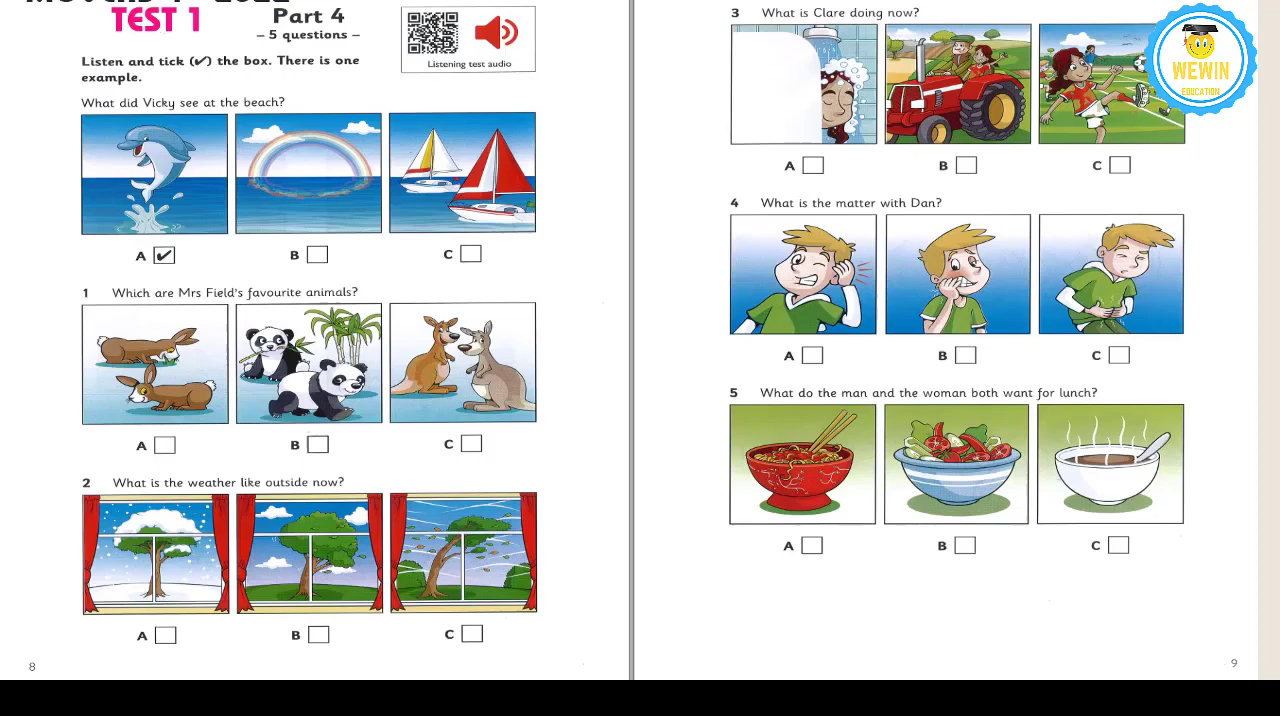 TEST 1
Part 4
– 5 questions –
Listening test audio
Listen and tick (✔) the box. There is one
example.
What did Vicky see at the beach?
A ✔ B C
1 Which are Mrs Field's favourite animals?
A B C
2 What is the weather like outside now?
A B C
8
3 What is Clare doing now?
A B C
4 What is the matter with Dan?
A B C
5 What do the man and the woman both want for lunch?
A B C
9
WEWIN
EDUCATION